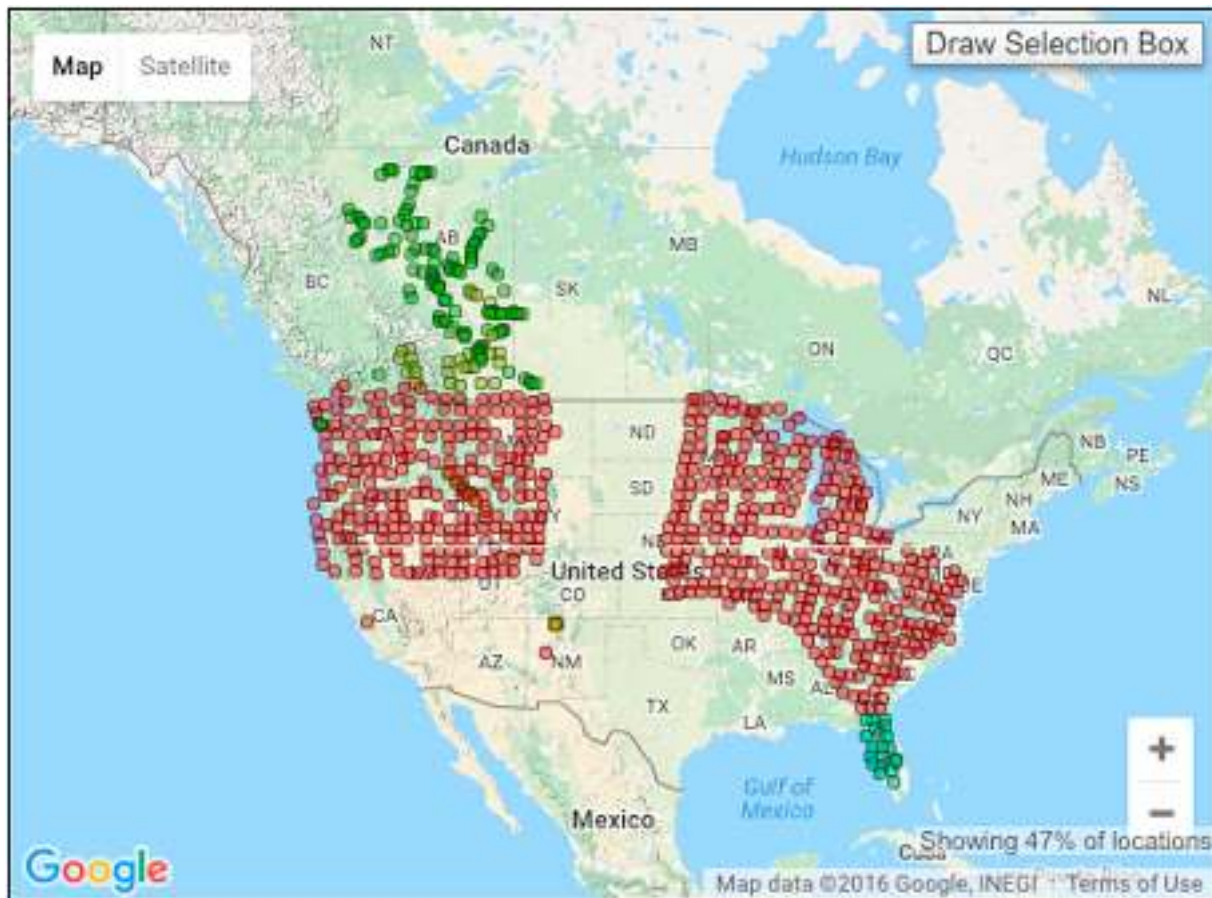 NT
Draw Selection Box
Map
Satellite
Canada
Hudson Bay
AB
MB
BC
SK
NL
ON
QC
ND
NB
PE
ME
NS
SD
NH
NY
MA
United States
CO
CA
OK
AR
AZ
NM
MS
TX
LA
Gulf of
Mexico
Mexico
+
−
Showing 47% of locations
Cuba
Google
Map data ©2016 Google, INEGI
Terms of Use